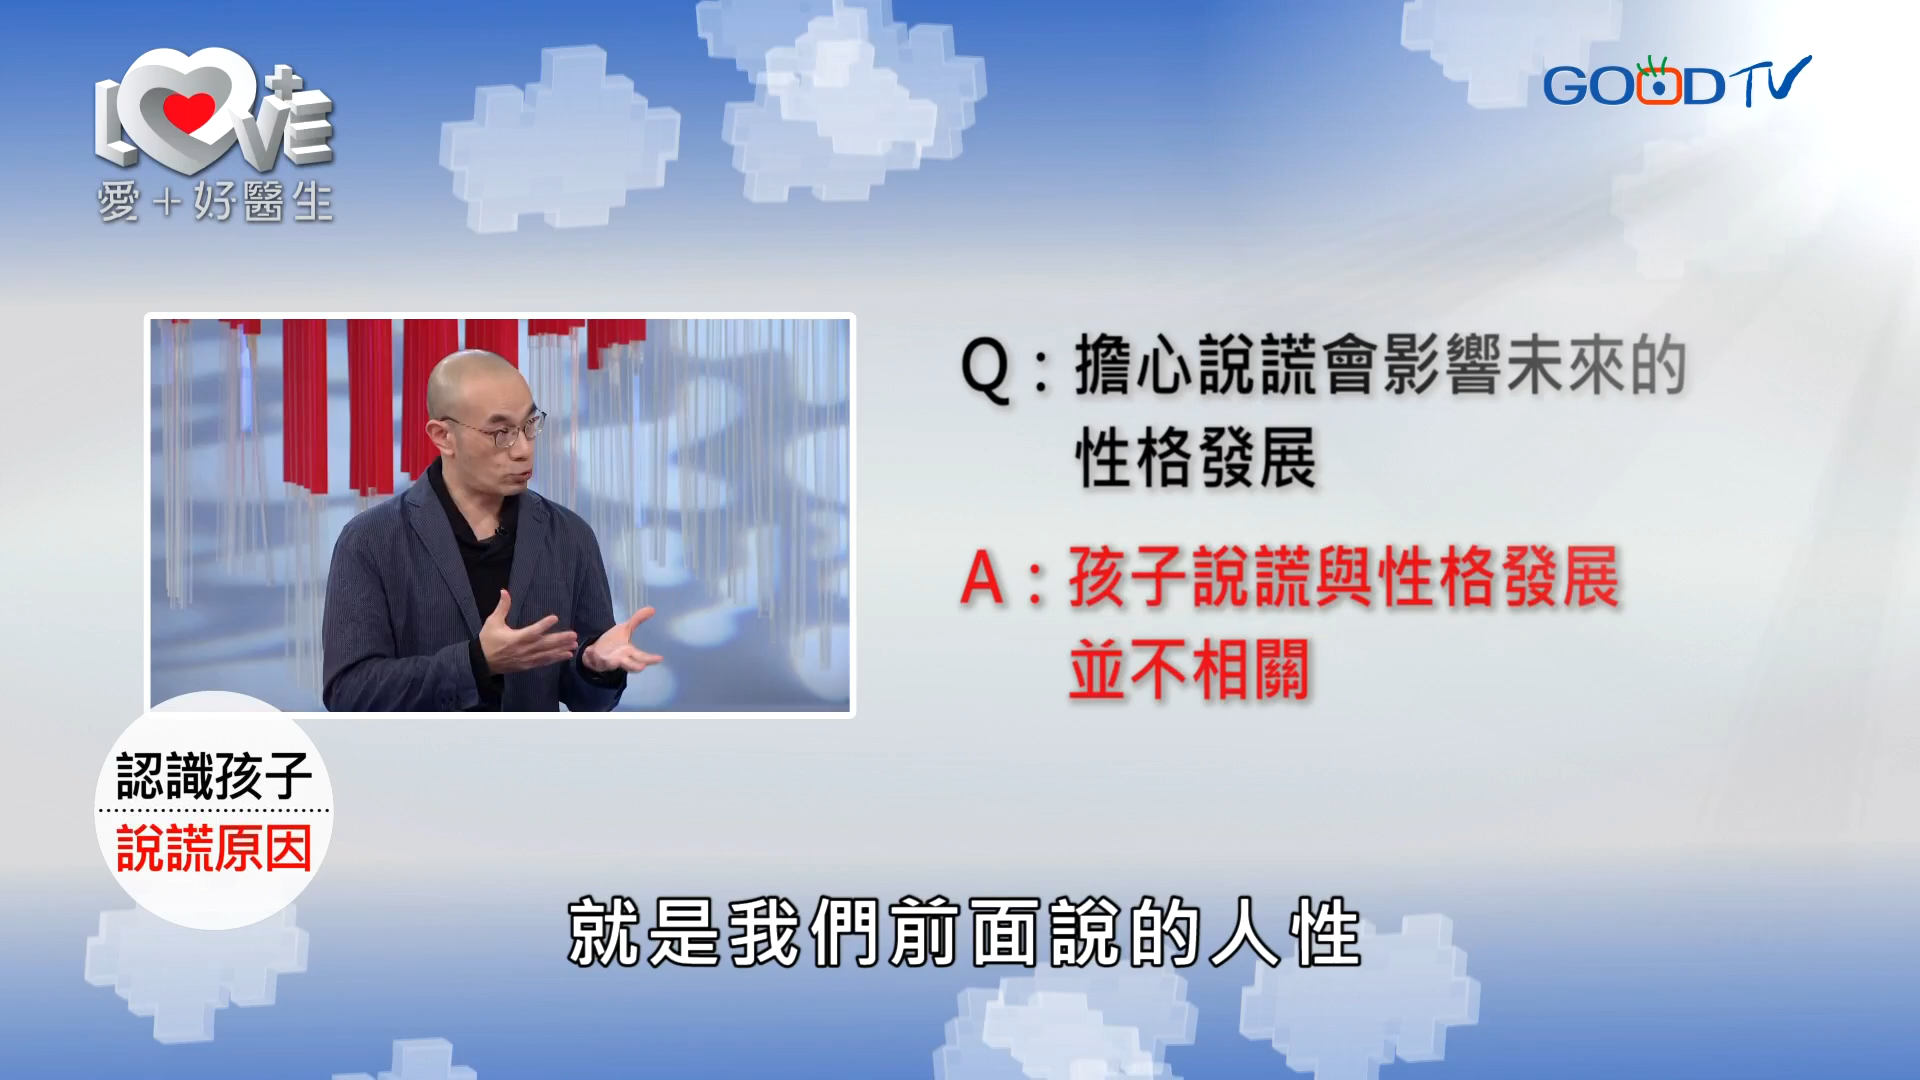 LOVE
愛+好醫生
GOODTV
Q：擔心說謊會影響未來的
性格發展
A：孩子說謊與性格發展
並不相關
認識孩子
說謊原因
就是我們前面說的人性